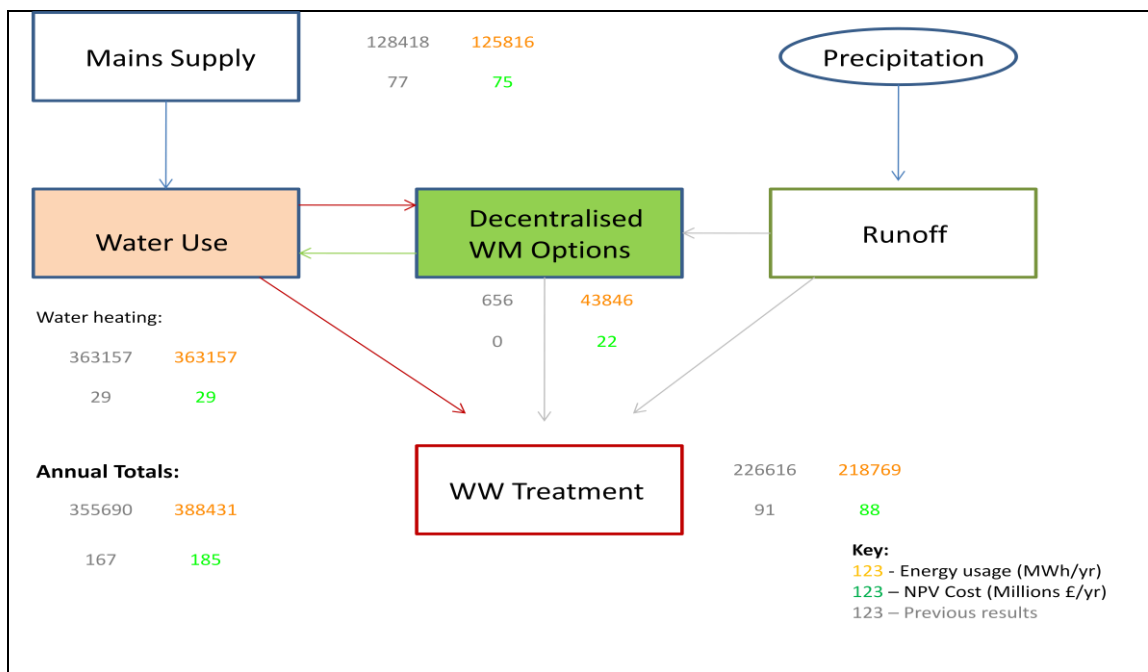 Mains Supply
128418 125816
77 75
Precipitation
Water Use
Decentralised
WM Options
Runoff
656 43846
0 22
Water heating:
363157 363157
29 29
Annual Totals:
355690 388431
167 185
WW Treatment
226616 218769
91 88
Key:
123 - Energy usage (MWh/yr)
123 – NPV Cost (Millions £/yr)
123 – Previous results